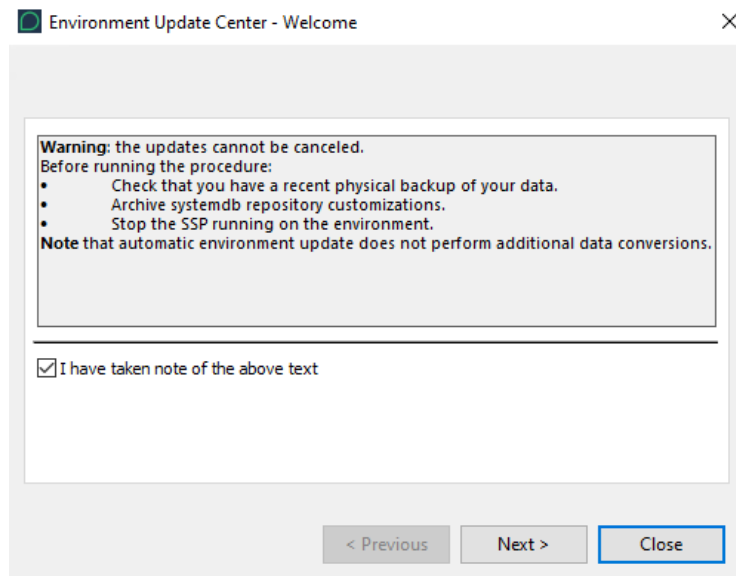 Environment Update Center - Welcome
Warning: the updates cannot be canceled.
Before running the procedure:
• Check that you have a recent physical backup of your data.
• Archive systemdb repository customizations.
• Stop the SSP running on the environment.
Note that automatic environment update does not perform additional data conversions.
I have taken note of the above text
< Previous
Next >
Close